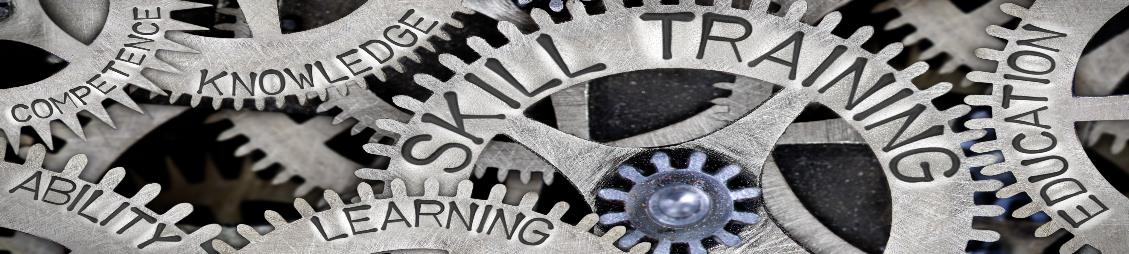 COMPETENCE
KNOWLEDGE
SKILL TRAINING
EDUCATION
ABILITY
LEARNING